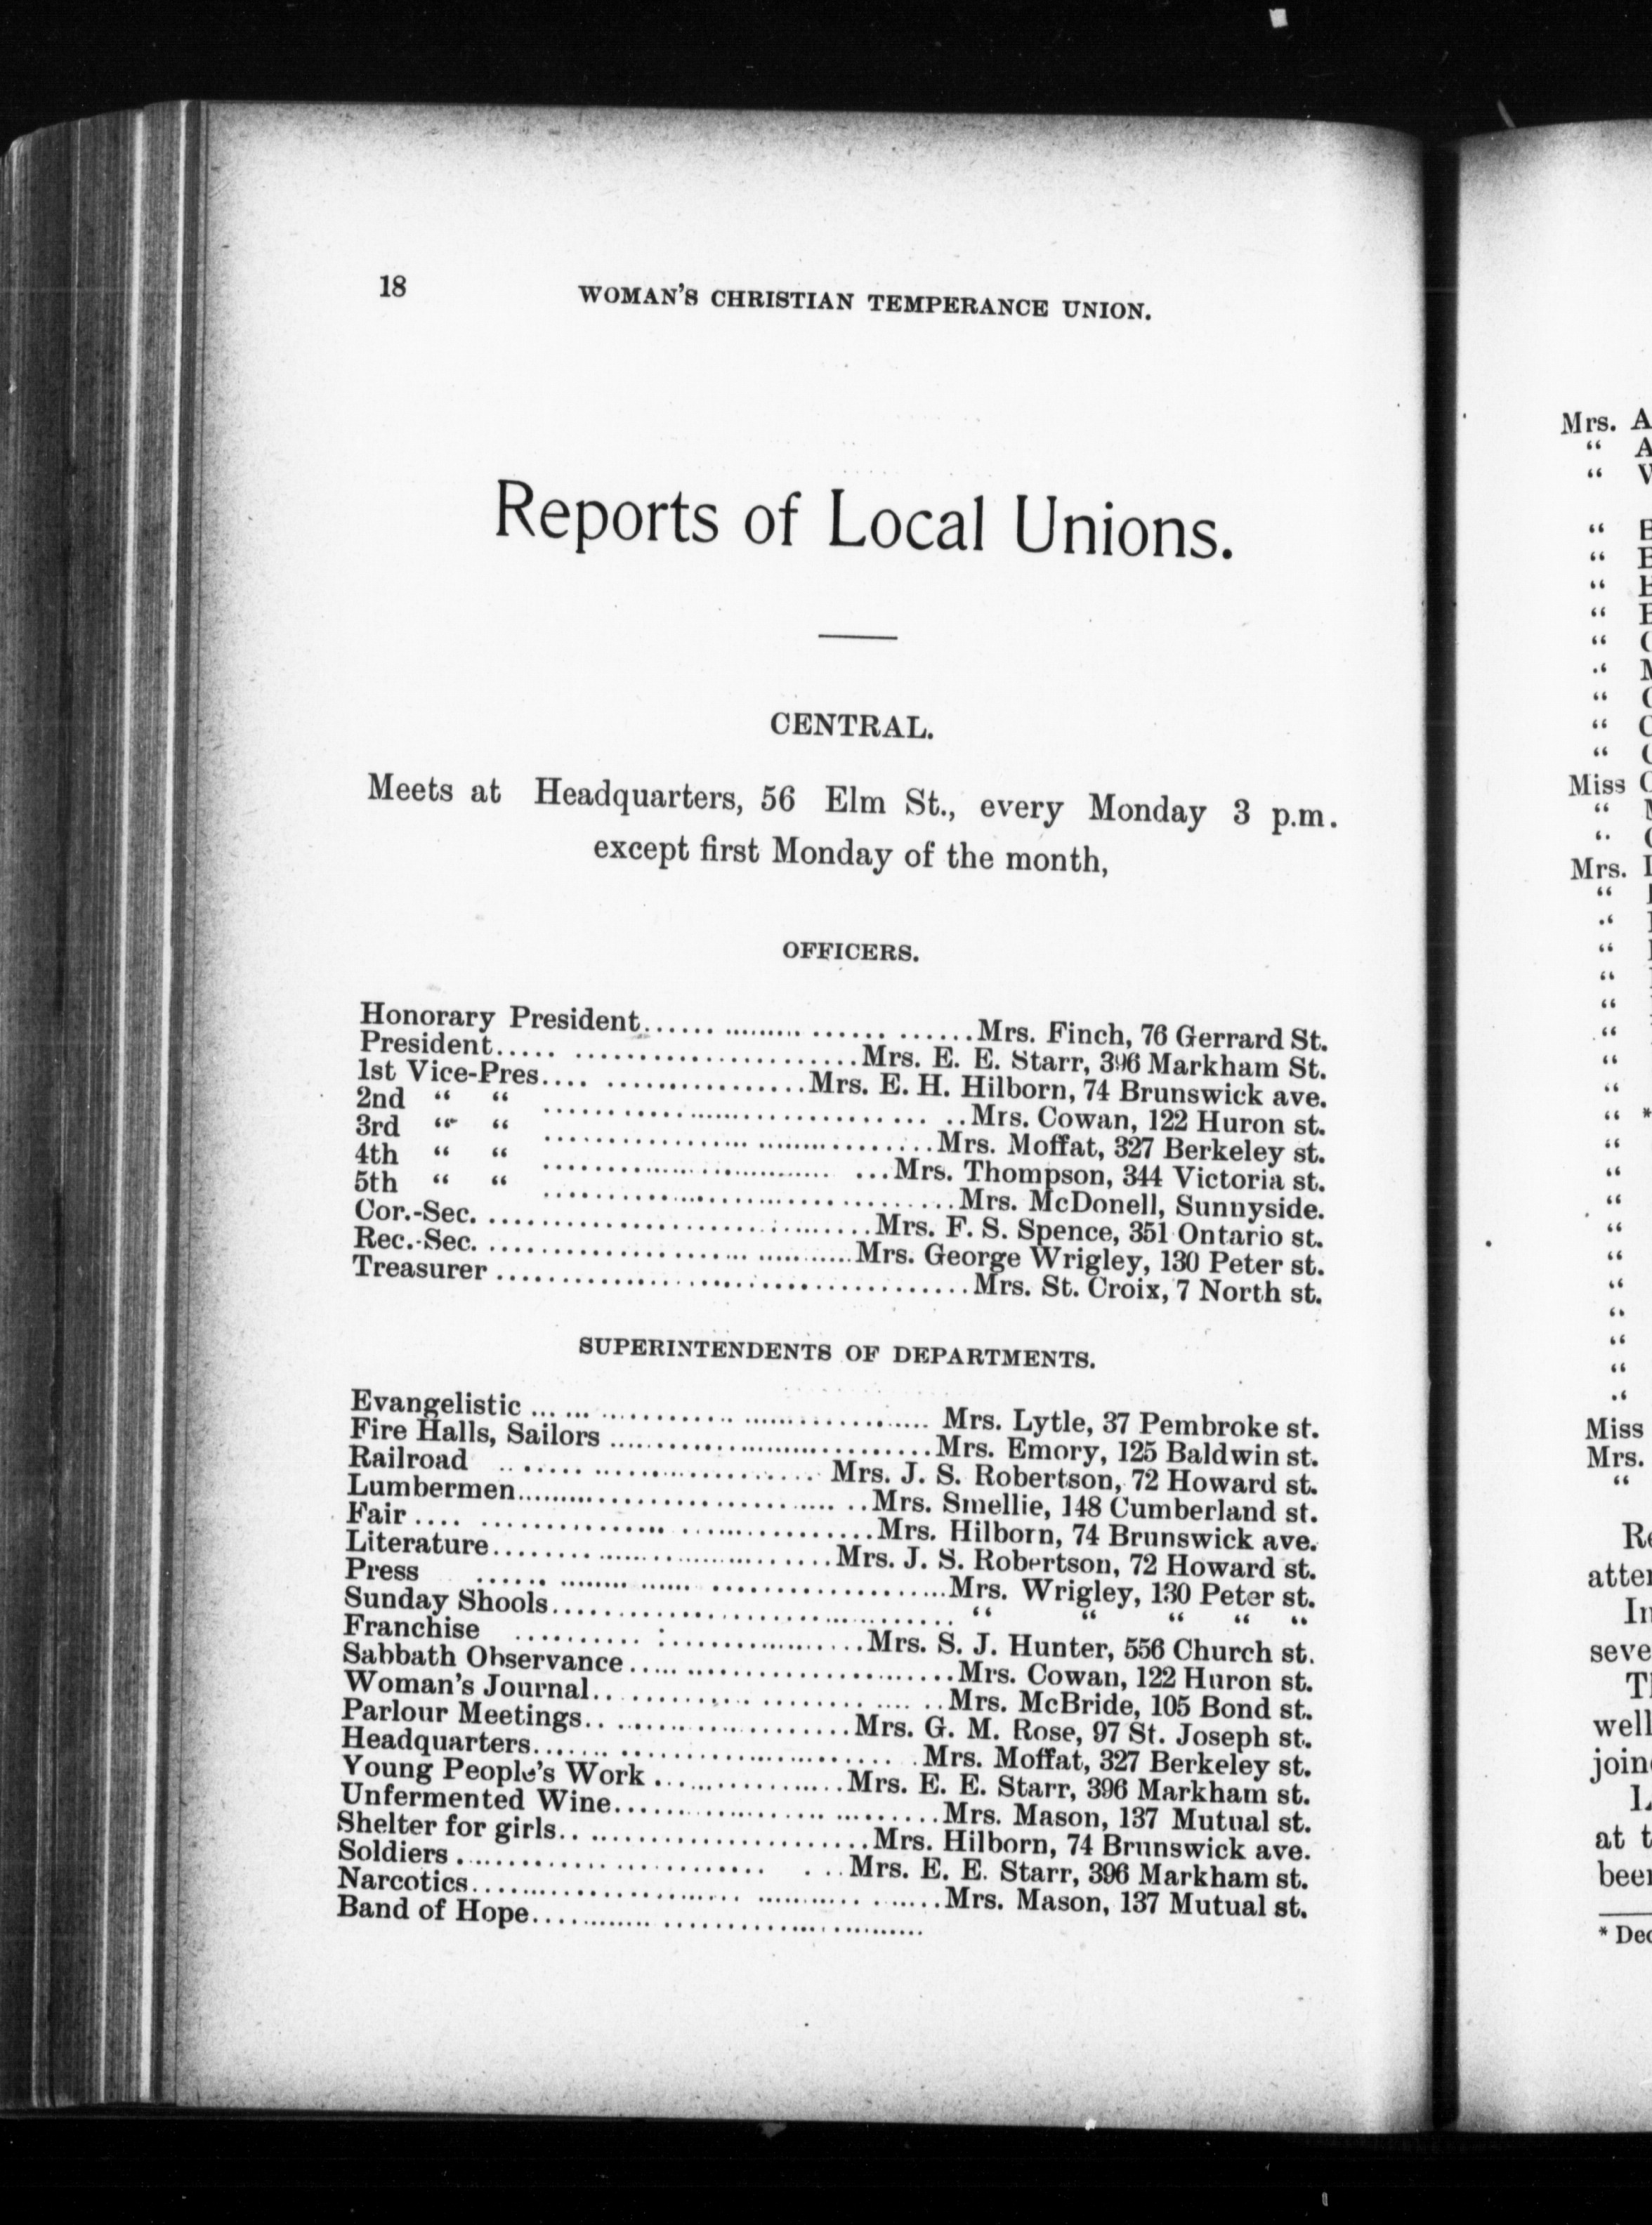 18 WOMAN'S CHRISTIAN TEMPERANCE UNION.
Reports of Local Unions.
CENTRAL.
Meets at Headquarters, 56 Elm St., every Monday 3 p.m.
except first Monday of the month,
OFFICERS.
Honorary President........................Mrs. Finch, 76 Gerrard St.
President........................Mrs. E. E. Starr, 396 Markham St.
1st Vice-Pres........................Mrs. E. H. Hilborn, 74 Brunswick ave.
2nd “ “ ........................Mrs. Cowan, 122 Huron st.
3rd “ “ ........................Mrs. Moffat, 327 Berkeley st.
4th “ “ ........................Mrs. Thompson, 344 Victoria st.
5th “ “ ........................Mrs. McDonell, Sunnyside.
Cor.-Sec. ........................Mrs. F. S. Spence, 351 Ontario st.
Rec.-Sec. ........................Mrs. George Wrigley, 130 Peter st.
Treasurer ........................Mrs. St. Croix, 7 North st.
SUPERINTENDENTS OF DEPARTMENTS.
Evangelistic ........................ Mrs. Lytle, 37 Pembroke st.
Fire Halls, Sailors ........................Mrs. Emory, 125 Baldwin st.
Railroad ........................ Mrs. J. S. Robertson, 72 Howard st.
Lumbermen........................Mrs. Smellie, 148 Cumberland st.
Fair ........................Mrs. Hilborn, 74 Brunswick ave.
Literature........................Mrs. J. S. Robertson, 72 Howard st.
Press ........................Mrs. Wrigley, 130 Peter st.
Sunday Shools........................ “ “ “ “ “
Franchise ........................Mrs. S. J. Hunter, 556 Church st.
Sabbath Observance........................Mrs. Cowan, 122 Huron st.
Woman's Journal........................Mrs. McBride, 105 Bond st.
Parlour Meetings........................Mrs. G. M. Rose, 97 St. Joseph st.
Headquarters........................Mrs. Moffat, 327 Berkeley st.
Young People's Work ........................Mrs. E. E. Starr, 396 Markham st.
Unfermented Wine........................Mrs. Mason, 137 Mutual st.
Shelter for girls........................Mrs. Hilborn, 74 Brunswick ave.
Soldiers ........................Mrs. E. E. Starr, 396 Markham st.
Narcotics........................Mrs. Mason, 137 Mutual st.
Band of Hope........................
Mrs.
Miss
Mrs.
Miss
Mrs.
“
well
at